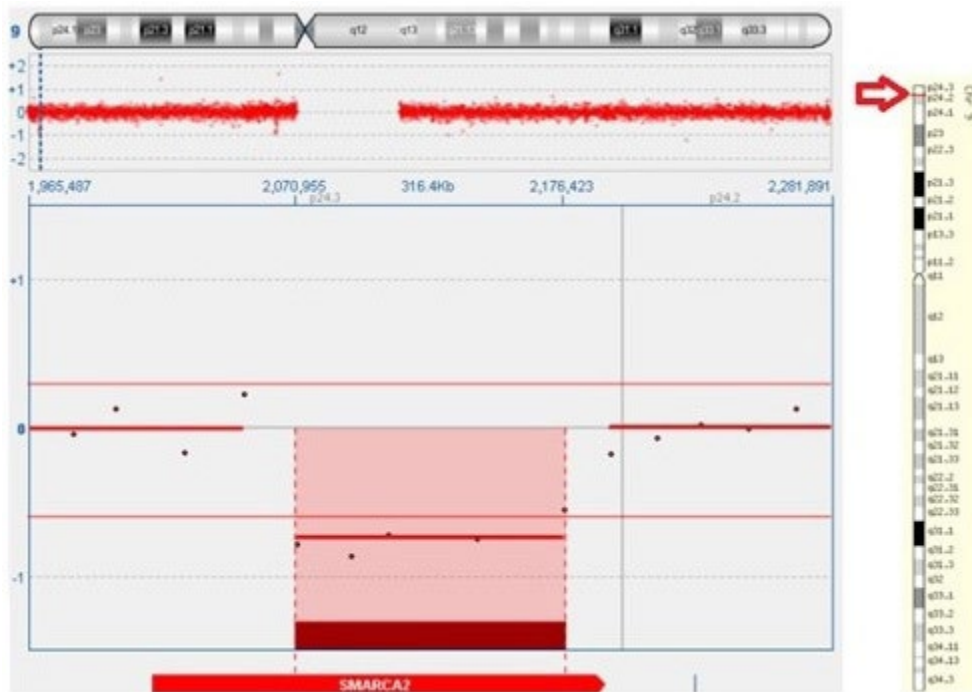 9 p24.1 p23 p21.3 p21.1 q12 q13 q21.13 q31.1 q32 q33.1 q33.3
+2
+1
0
-1
-2
1,965,487 2,070,955 316.4Kb 2,176,423 2,281,891
p24.3 p24.2
+1
0
-1
SMARCA2
p24.3
p24.2
p24.1
p23
p22.3
p21.3
p21.2
p21.1
p13.3
p11.2
q11
q12
q13
q21.11
q21.12
q21.13
q21.31
q21.32
q21.33
q22.2
q22.31
q22.32
q22.33
q31.1
q31.2
q31.3
q32
q33.1
q33.2
q33.3
q34.11
q34.13
q34.3